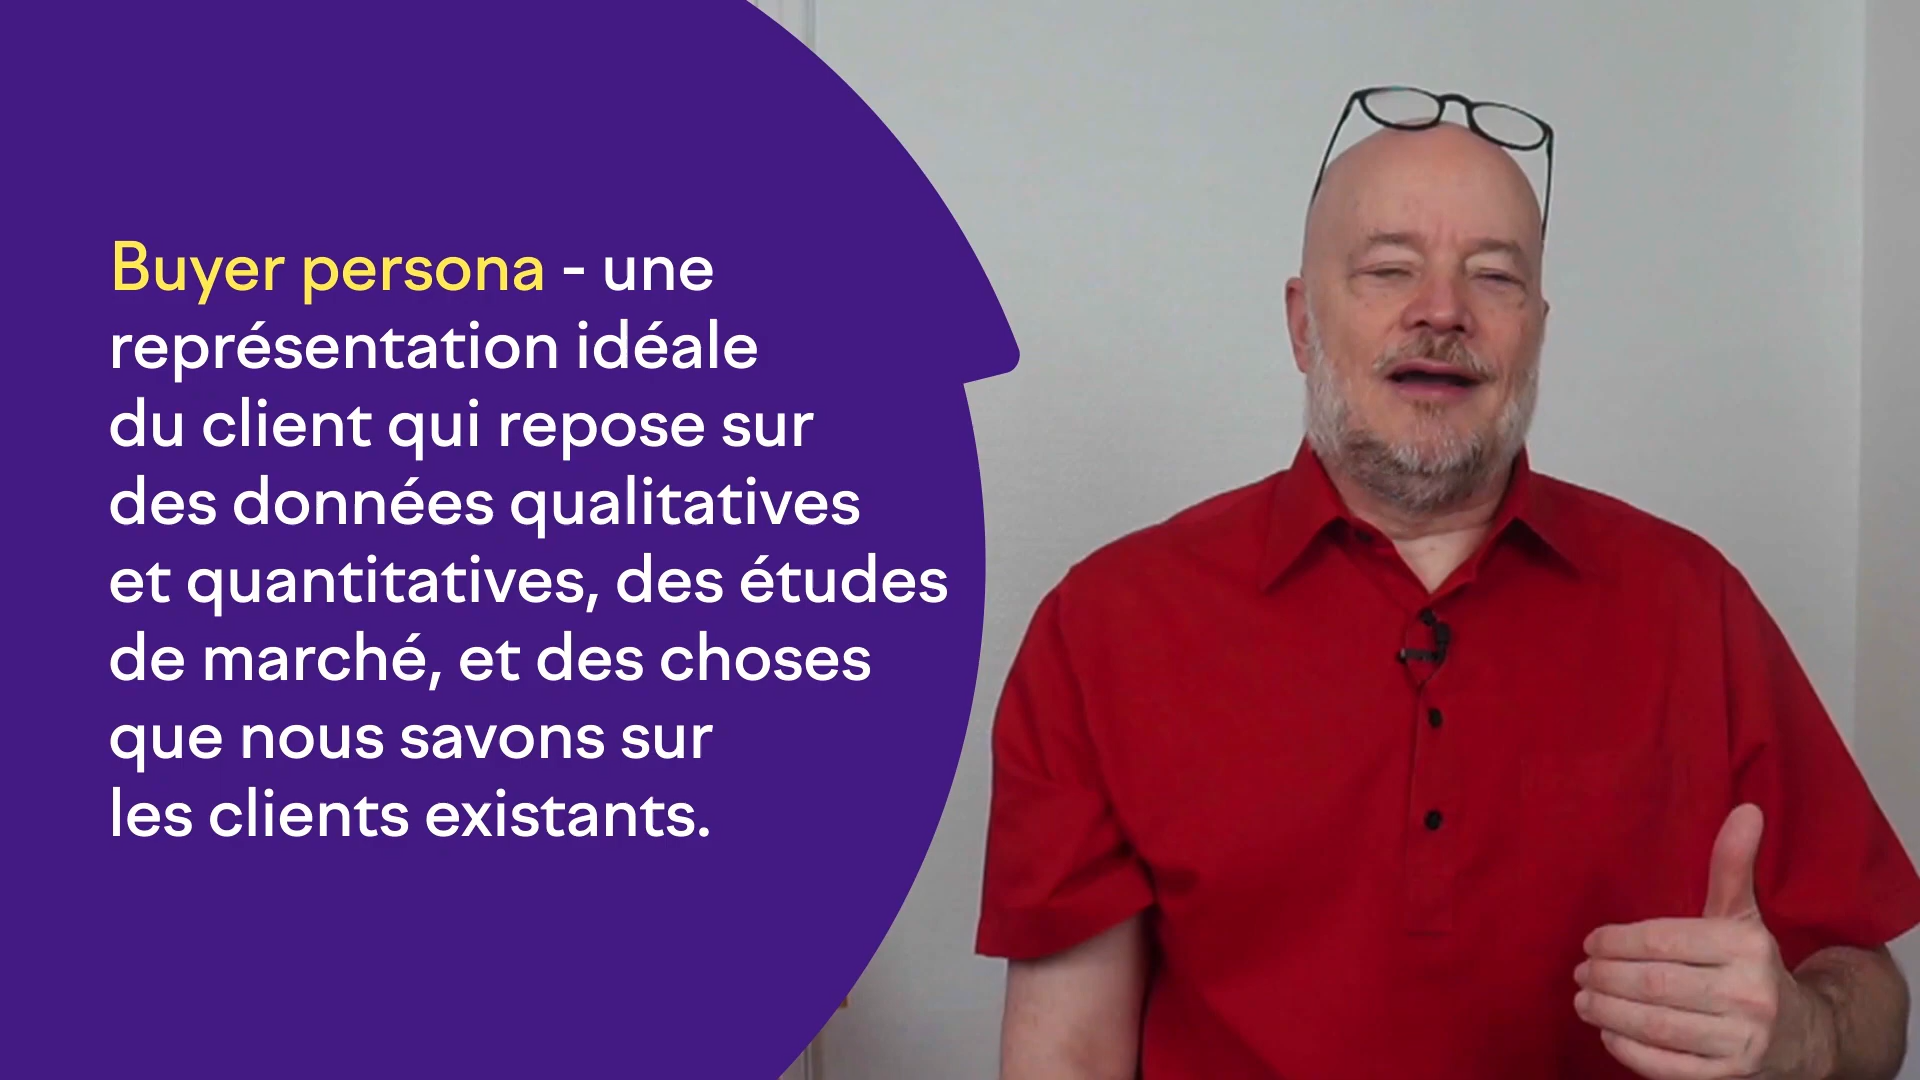 Buyer persona - une
représentation idéale
du client qui repose sur
des données qualitatives
et quantitatives, des études
de marché, et des choses
que nous savons sur
les clients existants.